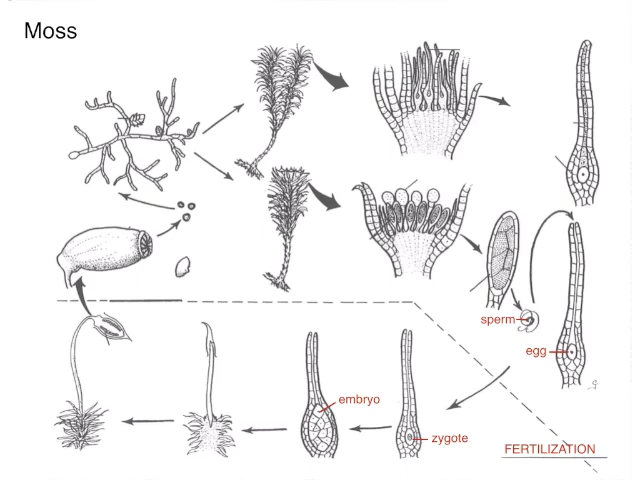 Moss
sperm
egg
embryo
zygote
FERTILIZATION